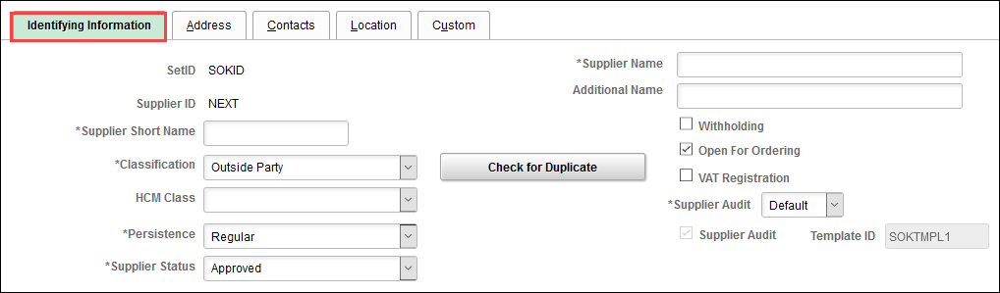 Identifying Information Address Contacts Location Custom
SetID SOKID
*Supplier Name
Additional Name
Supplier ID NEXT
*Supplier Short Name
Withholding
Open For Ordering
*Classification Outside Party
Check for Duplicate
VAT Registration
HCM Class
*Supplier Audit Default
*Persistence Regular
Supplier Audit Template ID SOKTMPL1
*Supplier Status Approved